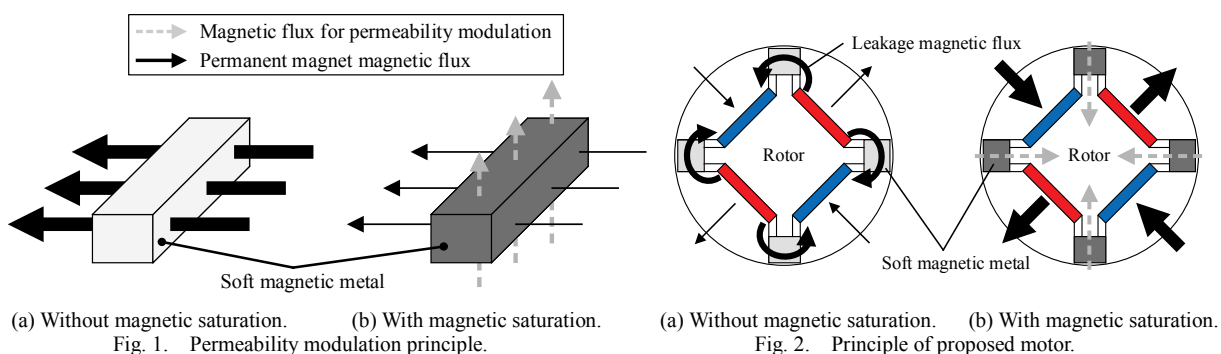 Magnetic flux for permeability modulation
Permanent magnet magnetic flux
Soft magnetic metal
(a) Without magnetic saturation. (b) With magnetic saturation.
Fig. 1. Permeability modulation principle.
Leakage magnetic flux
Rotor
Rotor
Soft magnetic metal
(a) Without magnetic saturation. (b) With magnetic saturation.
Fig. 2. Principle of proposed motor.